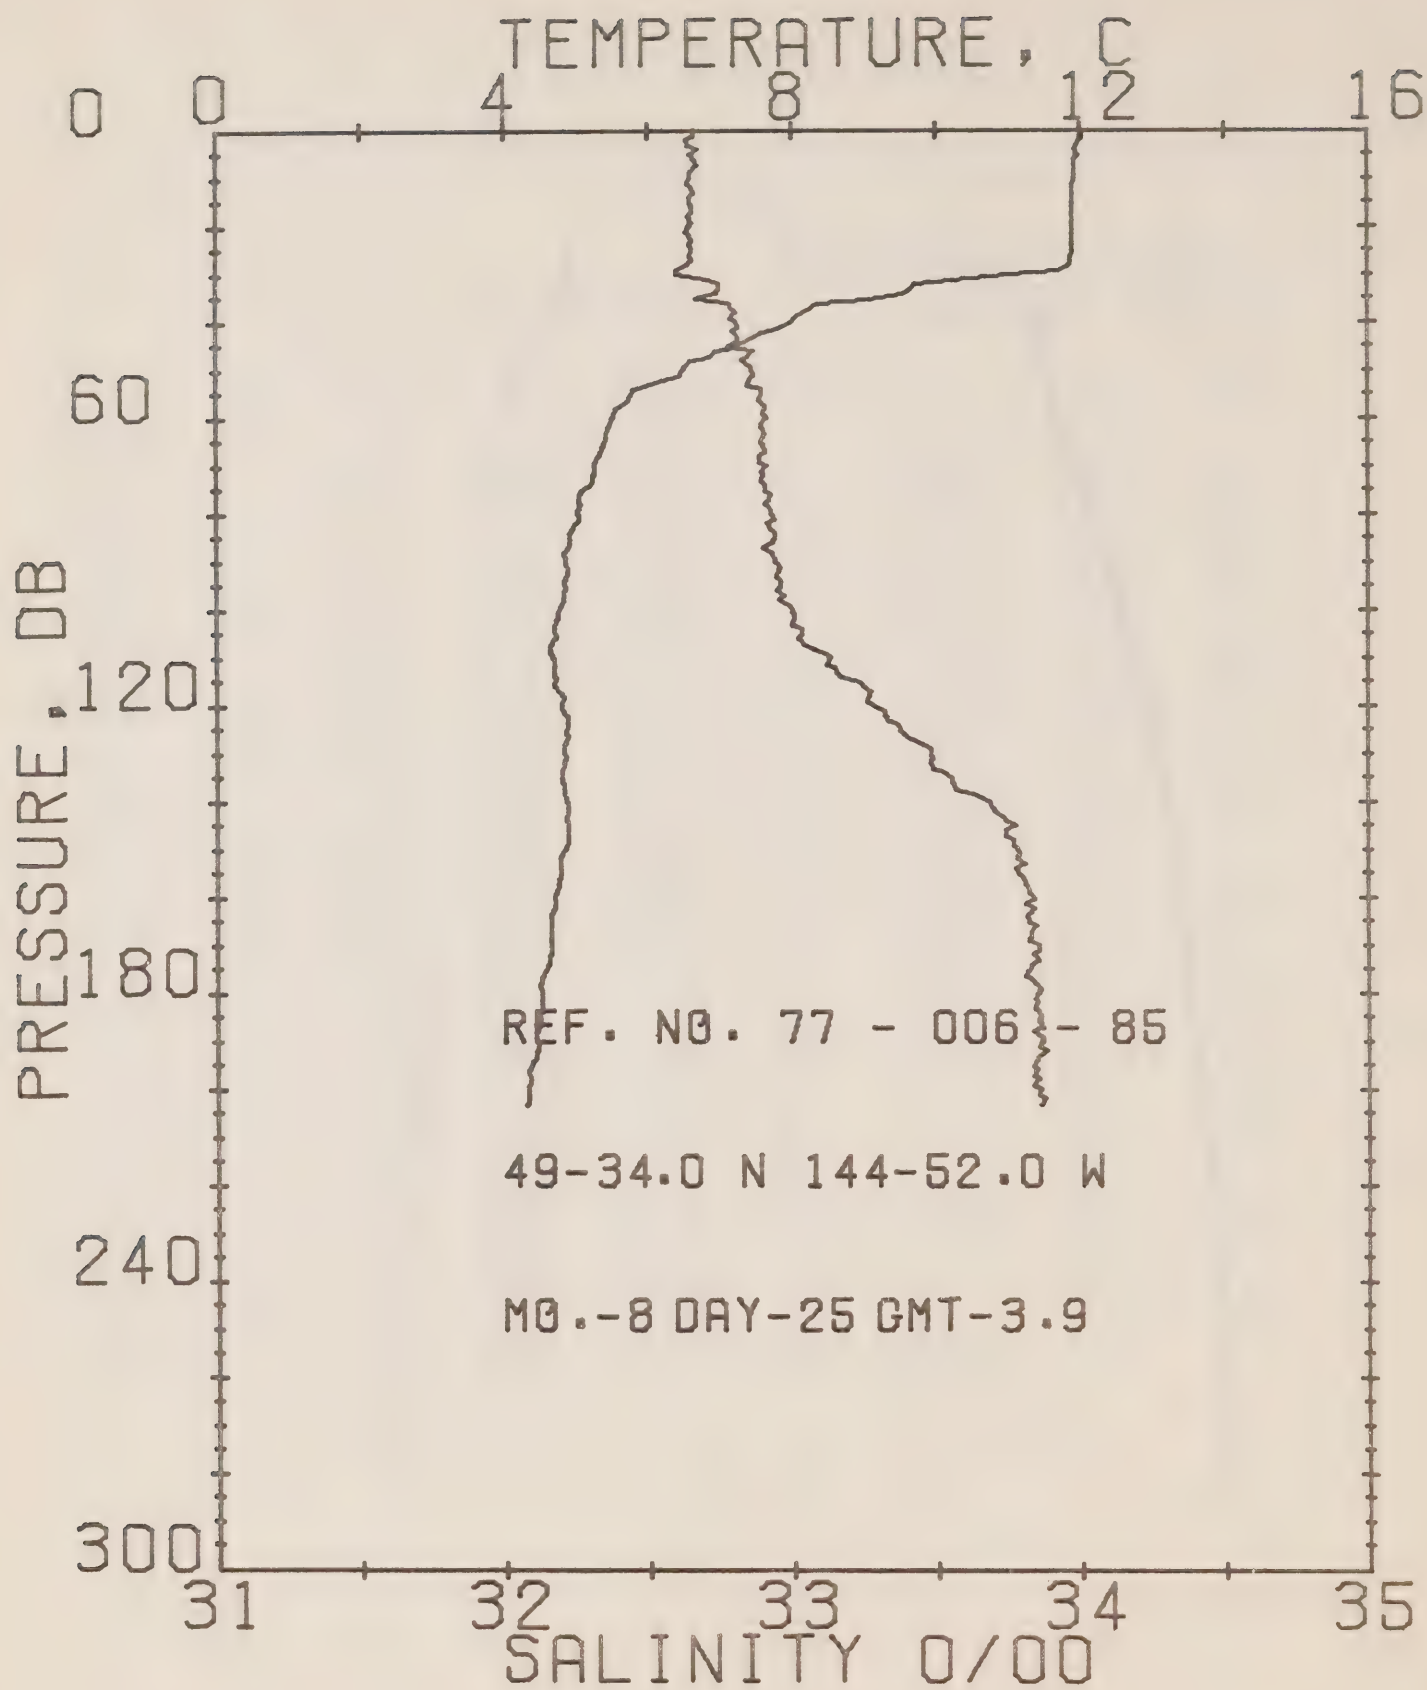 TEMPERATURE, C
0 4 8 12 16
0
60
120
180
240
300
PRESSURE, DB
REF. NO. 77 - 006 - 85
49-34.0 N 144-52.0 W
MO.-8 DAY-25 GMT-3.9
31 32 33 34 35
SALINITY 0/00